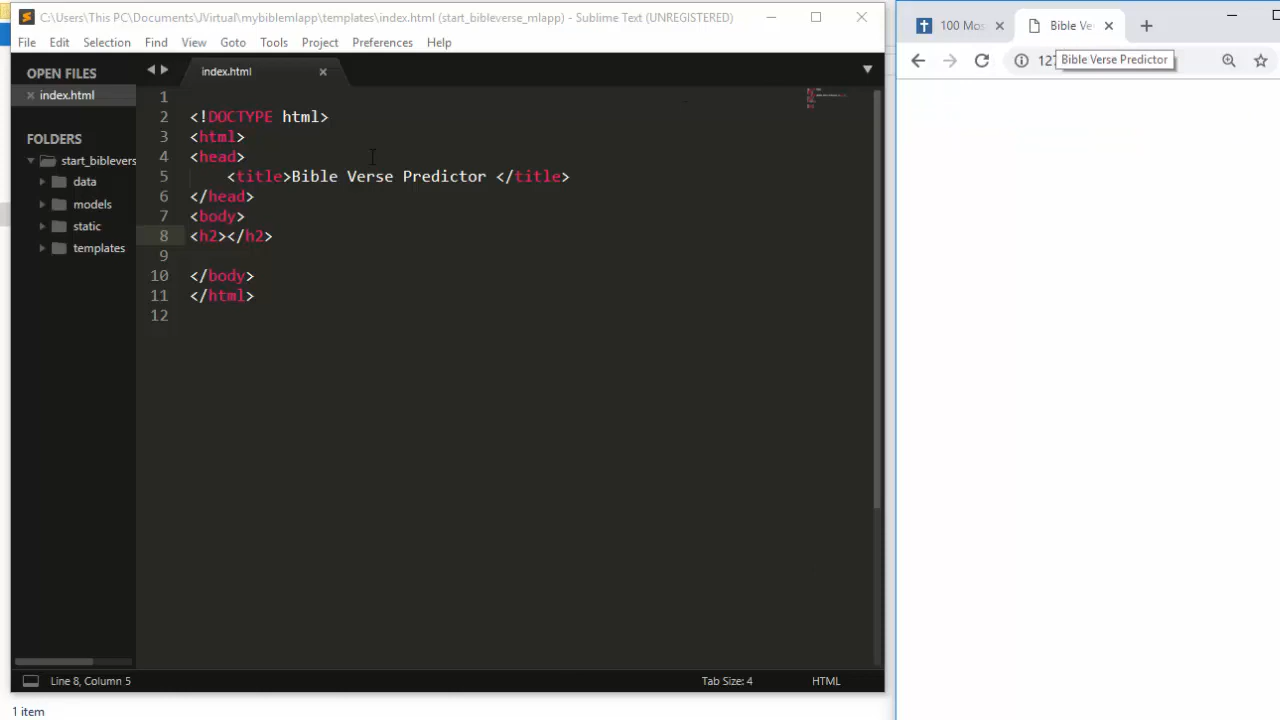 C:\Users\This PC\Documents\JVirtual\mybiblemlapp\templates\index.html (start_bibleverse_mlapp) - Sublime Text (UNREGISTERED)
File Edit Selection Find View Goto Tools Project Preferences Help
OPEN FILES
index.html
FOLDERS
start_biblevers
data
models
static
templates
index.html
1
2 <!DOCTYPE html>
3 <html>
4 <head>
5 <title>Bible Verse Predictor </title>
6 </head>
7 <body>
8 <h2></h2>
9
10 </body>
11 </html>
12
Line 8, Column 5
Tab Size: 4
HTML
1 item
100 Mos
Bible Ve
127
Bible Verse Predictor